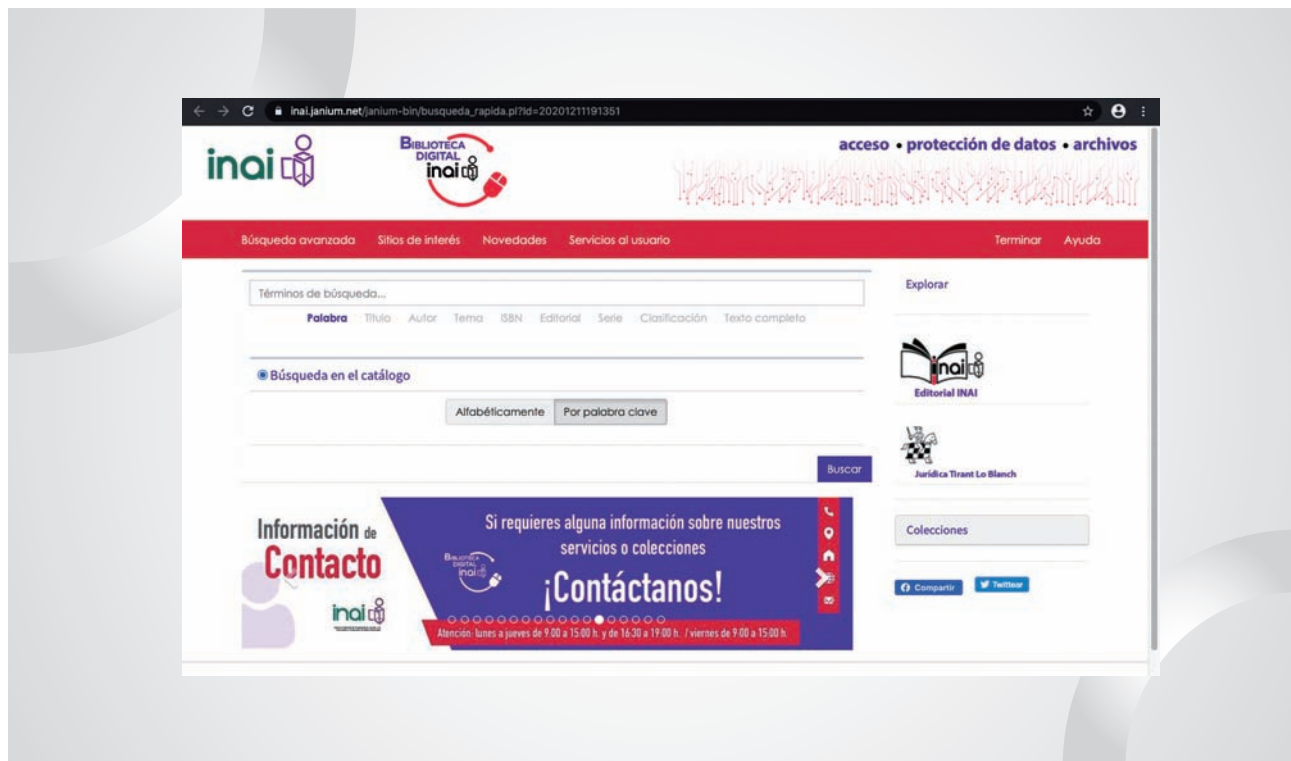 inai.janium.net/janium-bin/busqueda_rapida.pl?id=20201211191351
inai
BIBLIOTECA
DIGITAL
inai
acceso • protección de datos • archivos
Búsqueda avanzada Sitios de interés Novedades Servicios al usuario Terminar Ayuda
Términos de búsqueda...
Palabra Título Autor Tema ISBN Editorial Serie Clasificación Texto completo
Búsqueda en el catálogo
Alfabéticamente Por palabra clave
Buscar
Explorar
inai
Editorial INAI
Jurídica Tirant Lo Blanch
Colecciones
Compartir Twittear
Información de
Contacto
inai
Si requieres alguna información sobre nuestros
servicios o colecciones
BIBLIOTECA
DIGITAL
inai
¡Contáctanos!
Atención: lunes a jueves de 9:00 a 15:00 h. y de 16:30 a 19:00 h. / viernes de 9:00 a 15:00 h.